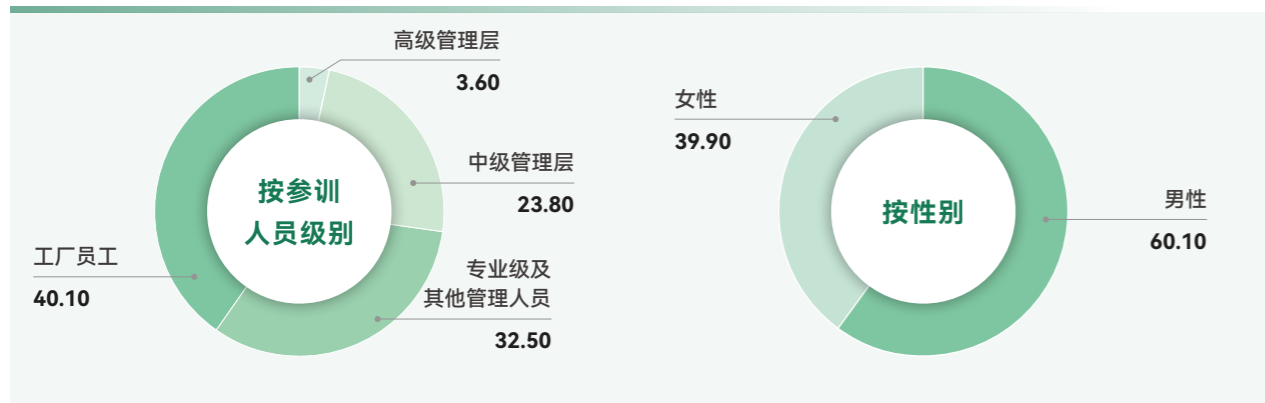 高级管理层
3.60
中级管理层
23.80
专业级及
其他管理人员
32.50
工厂员工
40.10
按参训
人员级别
女性
39.90
男性
60.10
按性别